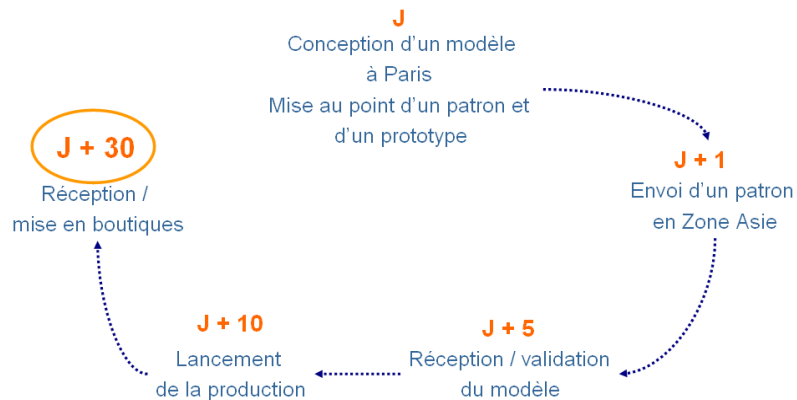 J
Conception d'un modèle
à Paris
Mise au point d'un patron et
d'un prototype
J + 1
Envoi d'un patron
en Zone Asie
J + 5
Réception / validation
du modèle
J + 10
Lancement
de la production
J + 30
Réception /
mise en boutiques